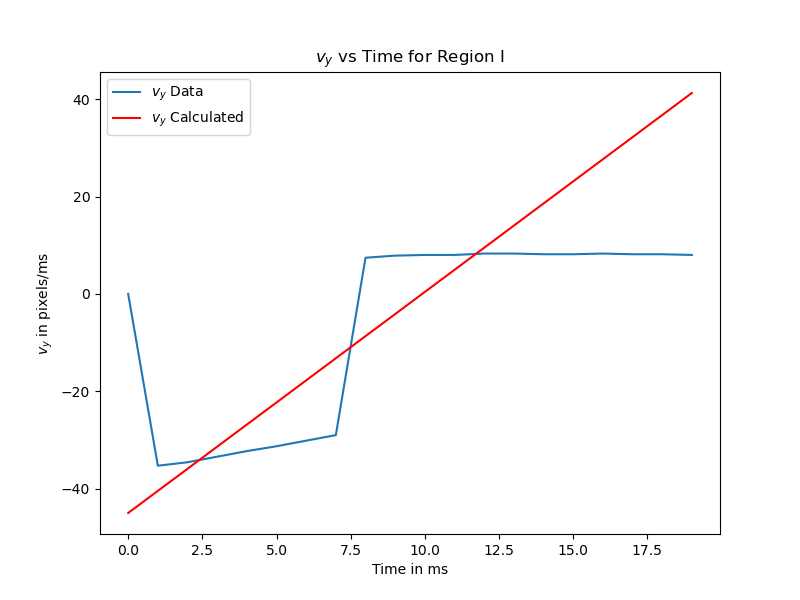 v_y vs Time for Region I
v_y Data
v_y Calculated
40
20
0
−20
−40
v_y in pixels/ms
0.0 2.5 5.0 7.5 10.0 12.5 15.0 17.5
Time in ms